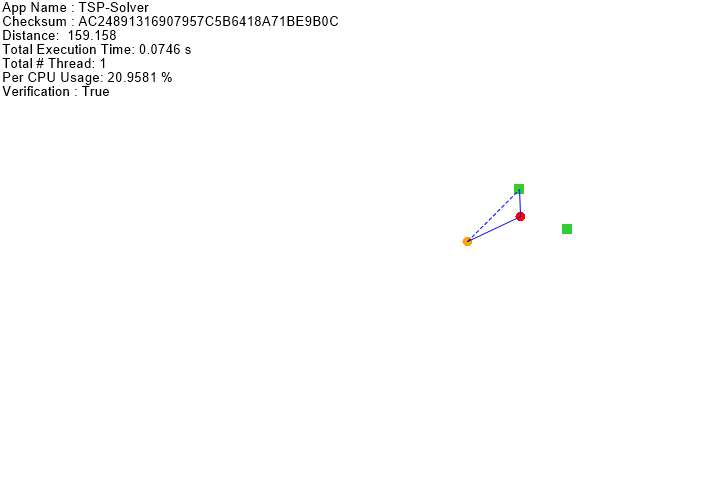 App Name : TSP-Solver
Checksum : AC24891316907957C5B6418A71BE9B0C
Distance:  159.158
Total Execution Time: 0.0746 s
Total # Thread: 1
Per CPU Usage: 20.9581 %
Verification : True